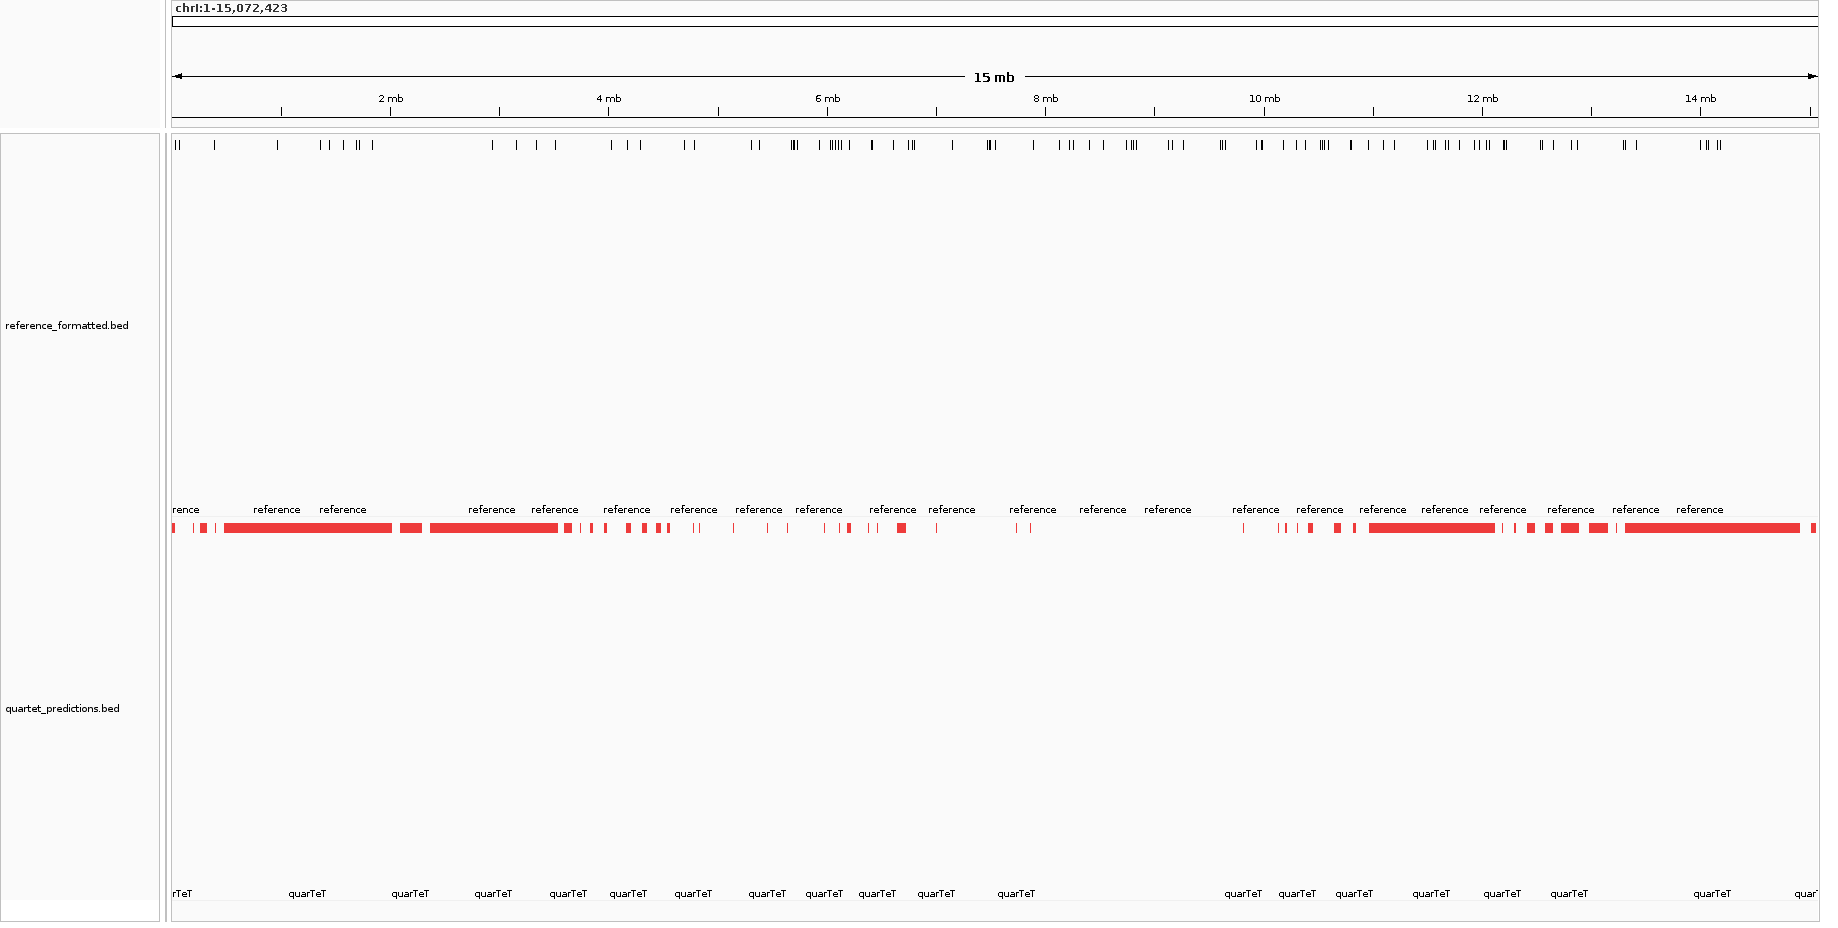 chrI:1-15,072,423
15 mb
2 mb 4 mb 6 mb 8 mb 10 mb 12 mb 14 mb
reference_formatted.bed
rence reference reference reference reference reference reference reference reference reference reference reference reference reference reference reference reference reference reference reference reference reference
quartet_predictions.bed
rTeT quarTeT quarTeT quarTeT quarTeT quarTeT quarTeT quarTeT quarTeT quarTeT quarTeT quarTeT quarTeT quarTeT quarTeT quarTeT quarTeT quarTeT quarTeT quar